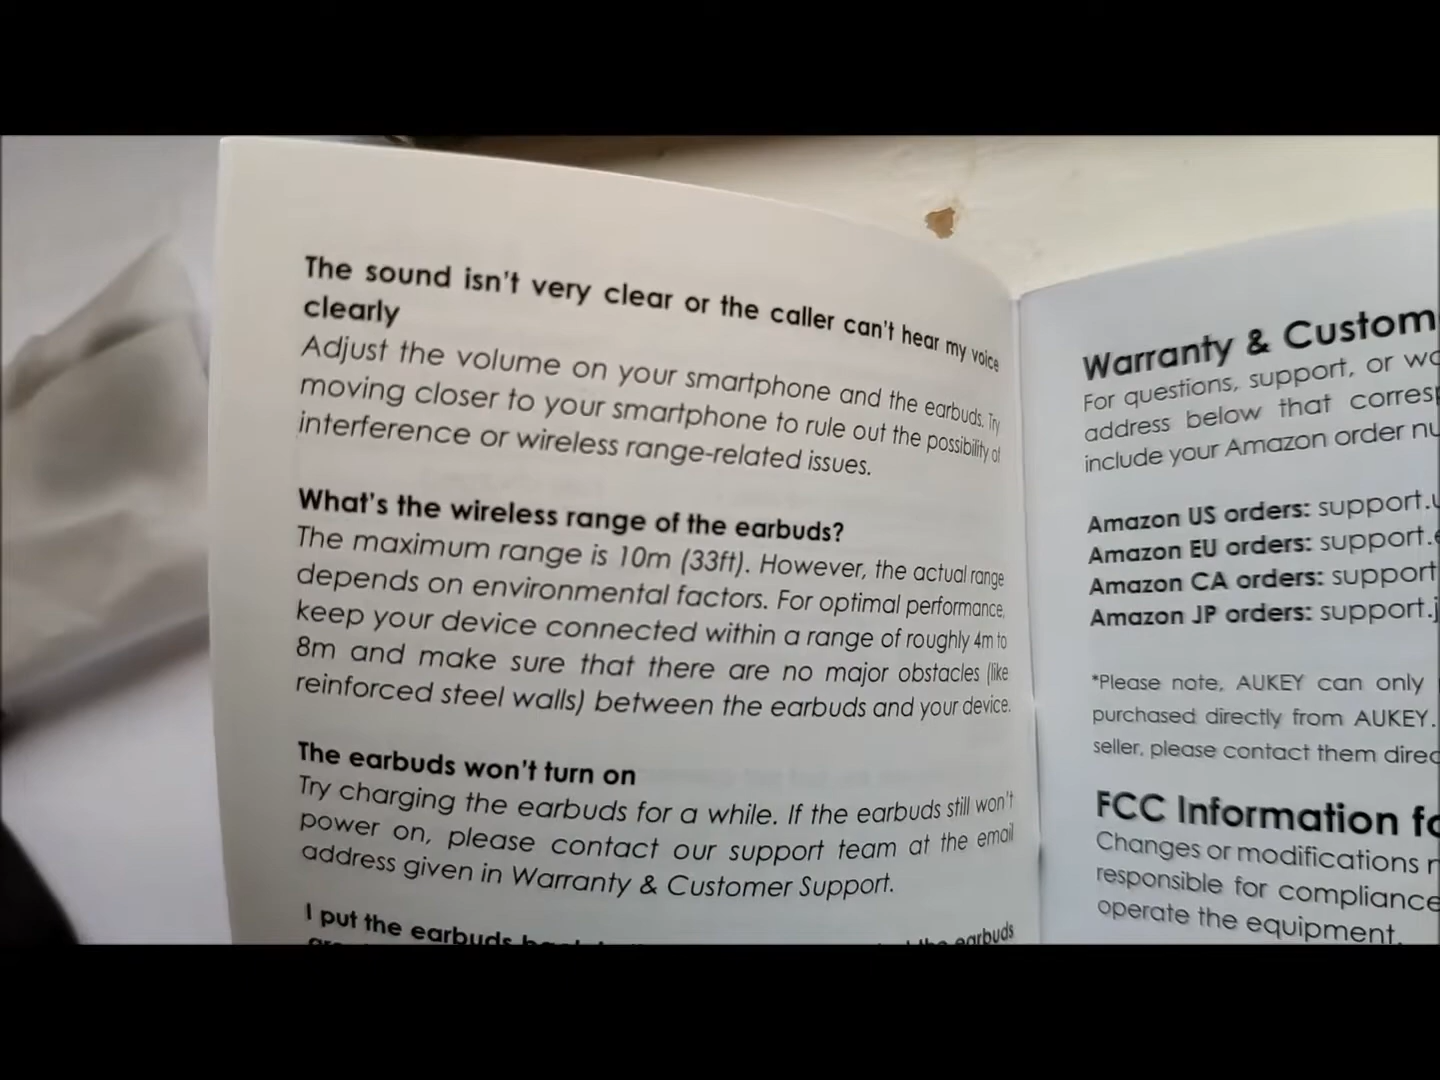 The sound isn't very clear or the caller can't hear my voice
clearly
Adjust the volume on your smartphone and the earbuds. Try
moving closer to your smartphone to rule out the possibility of
interference or wireless range-related issues.
What's the wireless range of the earbuds?
The maximum range is 10m (33ft). However, the actual range
depends on environmental factors. For optimal performance,
keep your device connected within a range of roughly 4m to
8m and make sure that there are no major obstacles (like
reinforced steel walls) between the earbuds and your device.
The earbuds won't turn on
Try charging the earbuds for a while. If the earbuds still won't
power on, please contact our support team at the email
address given in Warranty & Customer Support.
I put the earbuds the earbuds
Warranty & Custom
For questions, support, or
address below that
include your Amazon order
Amazon US orders: support.
Amazon EU orders: support.
Amazon CA orders: support
Amazon JP orders: support.
*Please note, AUKEY can only
purchased directly from AUKEY.
seller, please contact them
FCC Information
Changes or modifications
responsible for compliance
operate the equipment.